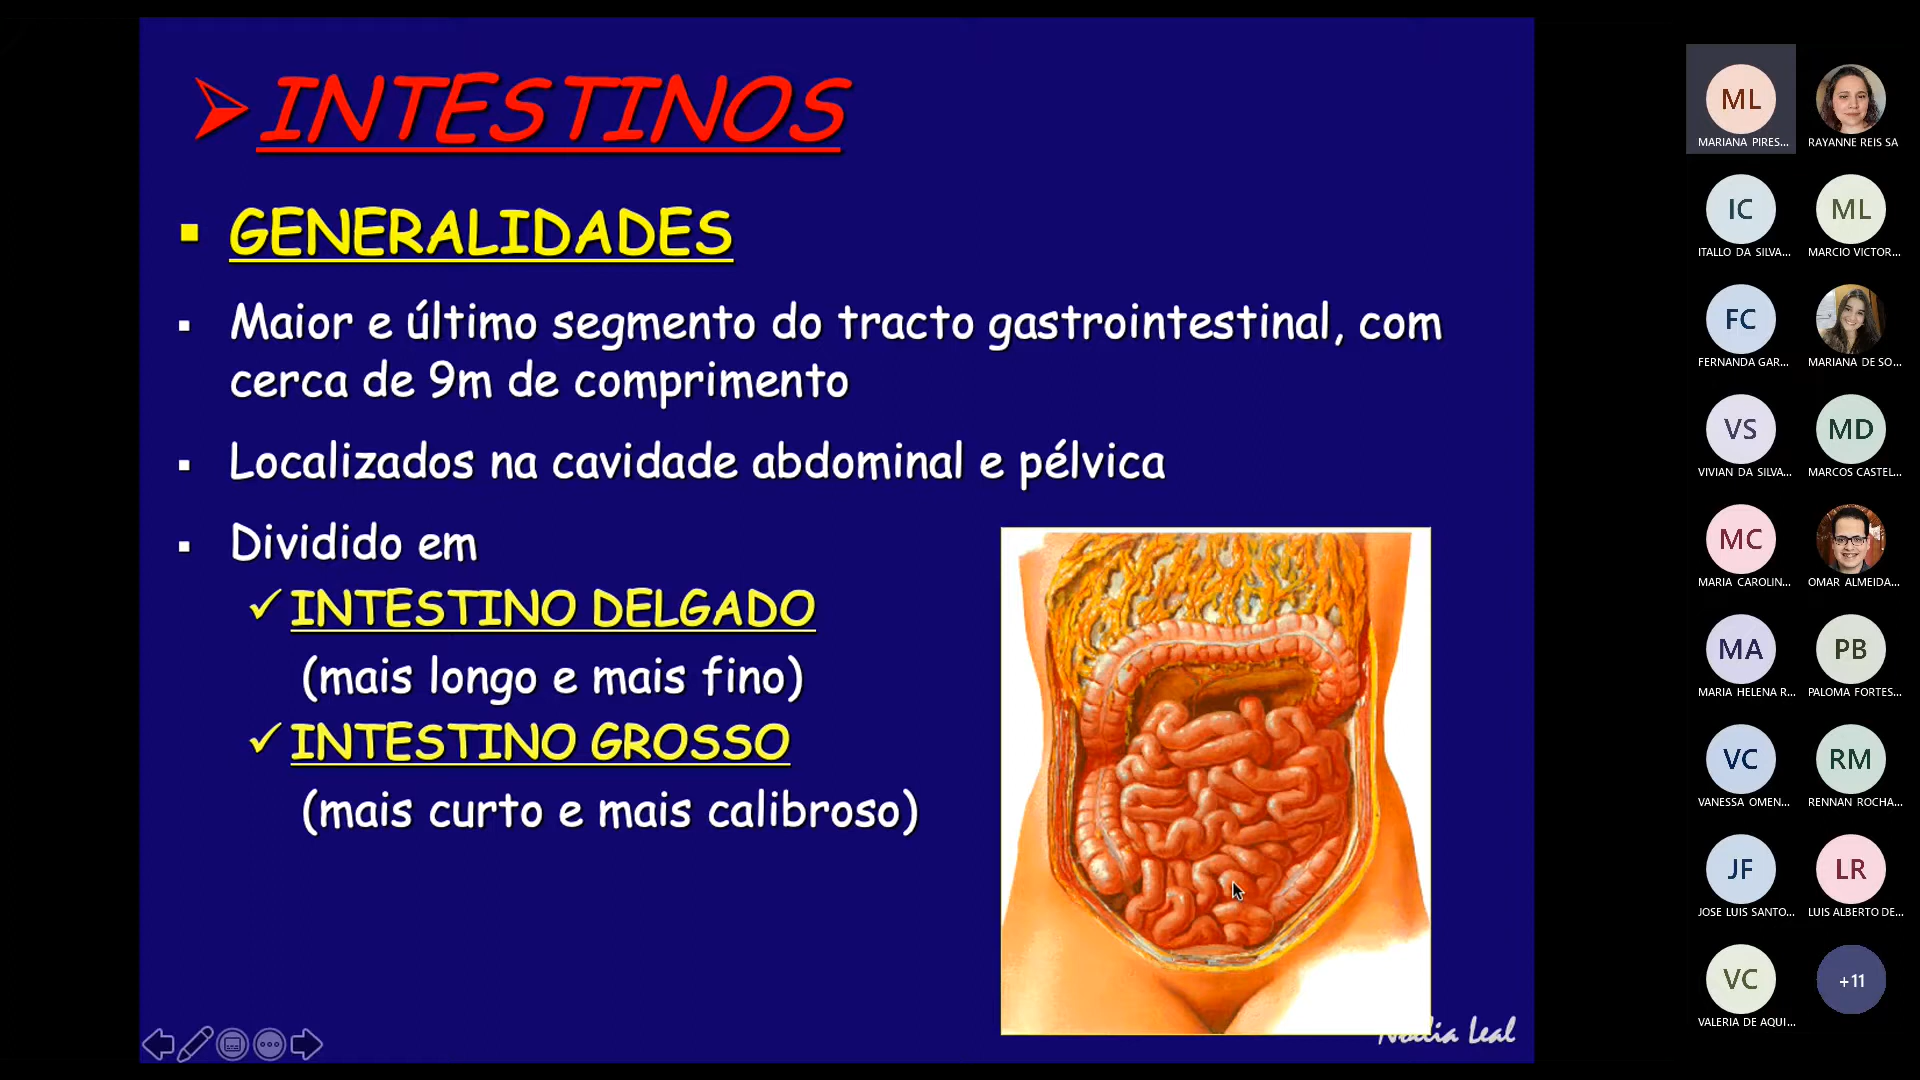 INTESTINOS
GENERALIDADES
Maior e último segmento do tracto gastrointestinal, com
cerca de 9m de comprimento
Localizados na cavidade abdominal e pélvica
Dividido em
INTESTINO DELGADO
(mais longo e mais fino)
INTESTINO GROSSO
(mais curto e mais calibroso)
Leal
ML
MARIANA PIRES...
RAYANNE REIS SA
IC
ITALLO DA SILVA...
ML
MARCIO VICTOR...
FC
FERNANDA GAR...
MARIANA DE SO...
VS
VIVIAN DA SILVA...
MD
MARCOS CASTEL...
MC
MARIA CAROLIN...
OMAR ALMEIDA...
MA
MARIA HELENA R...
PB
PALOMA FORTES...
VC
VANESSA OMEN...
RM
RENNAN ROCHA...
JF
JOSE LUIS SANTO...
LR
LUIS ALBERTO DE...
VC
VALERIA DE AQUI...
+11